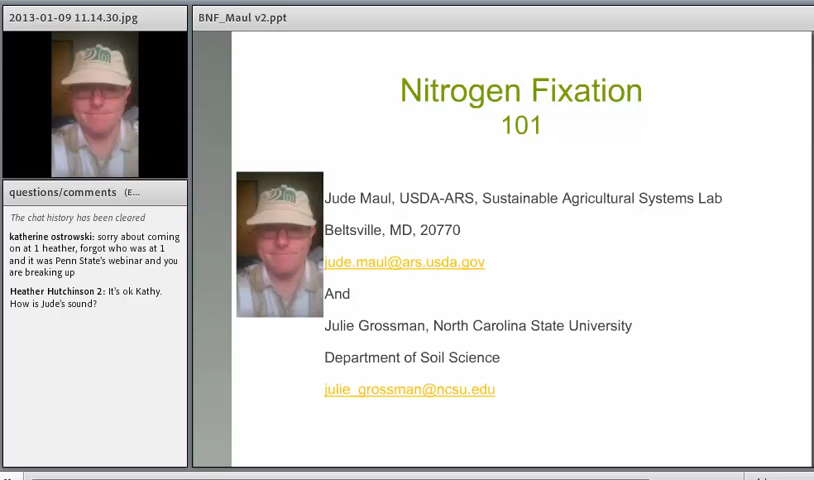 2013-01-09 11.14.30.jpg
BNF_Maul v2.ppt
Nitrogen Fixation
101
Jude Maul, USDA-ARS, Sustainable Agricultural Systems Lab
Beltsville, MD, 20770
jude.maul@ars.usda.gov
And
Julie Grossman, North Carolina State University
Department of Soil Science
julie_grossman@ncsu.edu
questions/comments (E...
The chat history has been cleared
katherine ostrowski: sorry about coming
on at 1 heather, forgot who was at 1
and it was Penn State's webinar and you
are breaking up
Heather Hutchinson 2: It's ok Kathy.
How is Jude's sound?